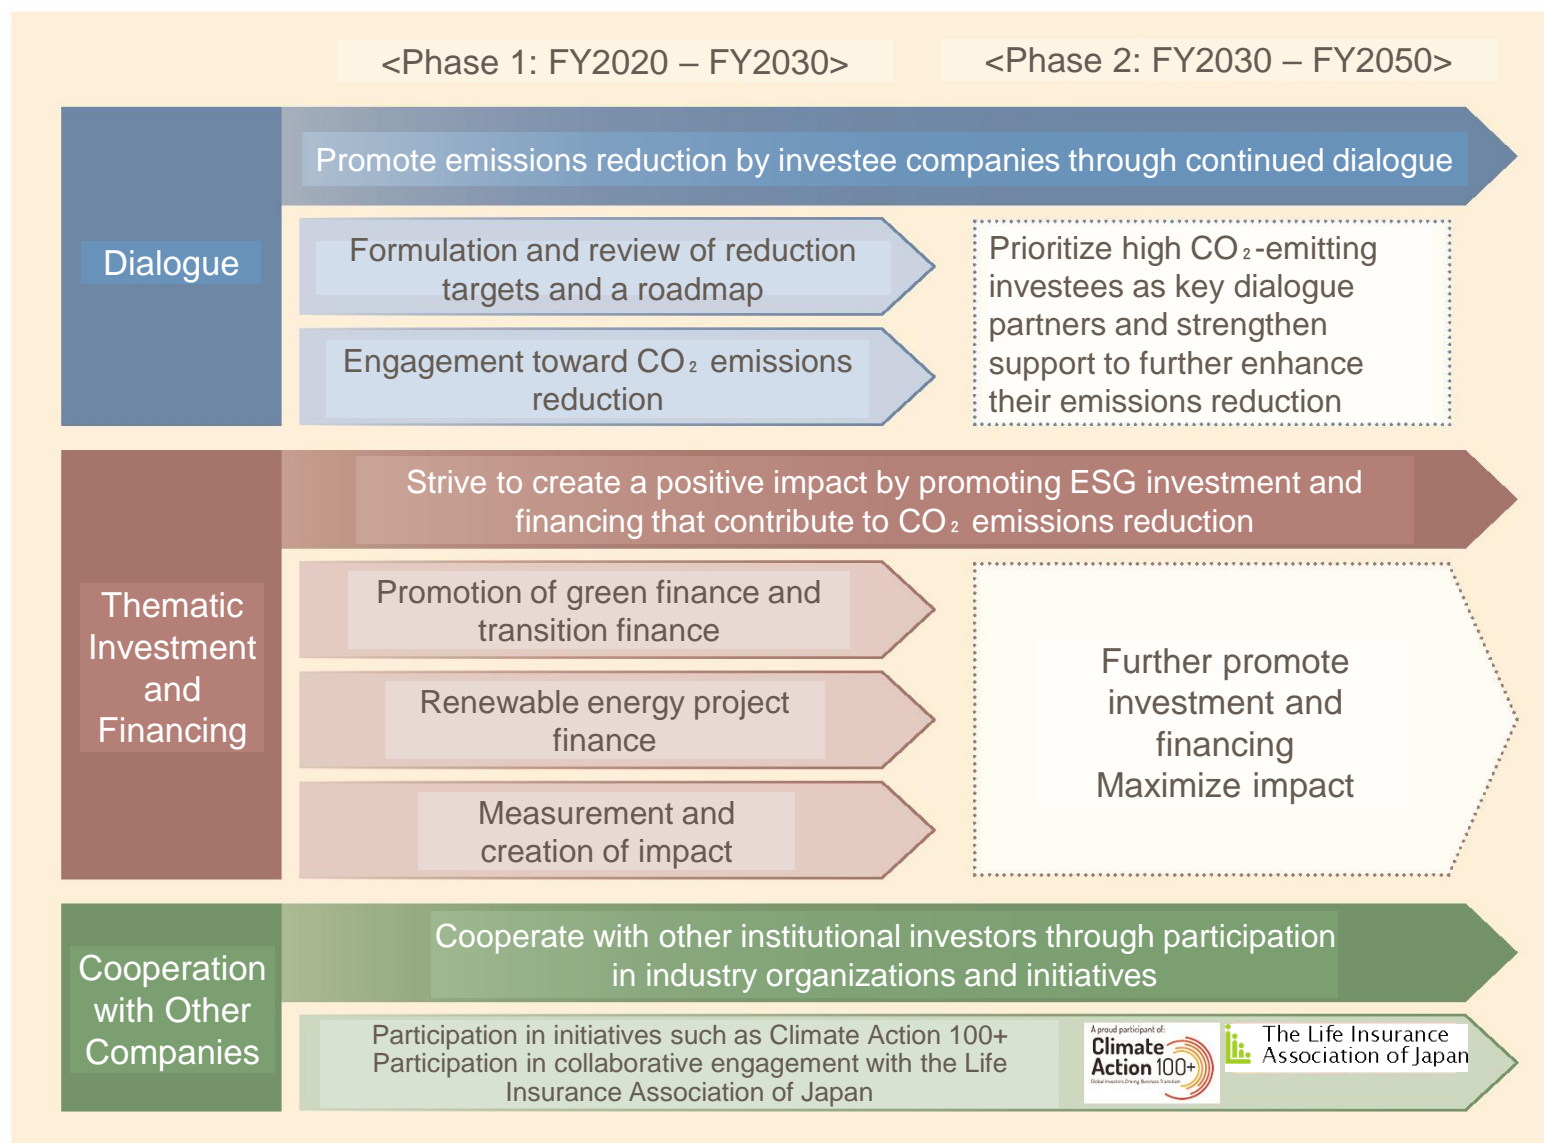 <Phase 1: FY2020 – FY2030>
<Phase 2: FY2030 – FY2050>
Dialogue
Promote emissions reduction by investee companies through continued dialogue
Formulation and review of reduction
targets and a roadmap
Engagement toward CO₂ emissions
reduction
Prioritize high CO₂-emitting
investees as key dialogue
partners and strengthen
support to further enhance
their emissions reduction
Thematic
Investment
and
Financing
Strive to create a positive impact by promoting ESG investment and
financing that contribute to CO₂ emissions reduction
Promotion of green finance and
transition finance
Renewable energy project
finance
Measurement and
creation of impact
Further promote
investment and
financing
Maximize impact
Cooperation
with Other
Companies
Cooperate with other institutional investors through participation
in industry organizations and initiatives
Participation in initiatives such as Climate Action 100+
Participation in collaborative engagement with the Life
Insurance Association of Japan
A proud participant of:
Climate
Action 100+
Global Investors Driving Business Transition
The Life Insurance
Association of Japan